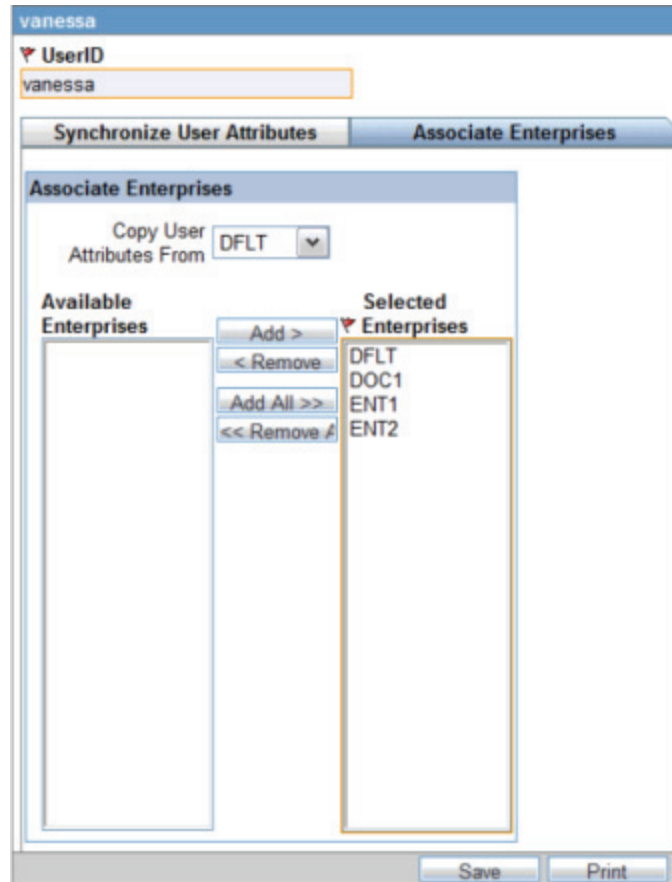 vanessa
UserID
vanessa
Synchronize User Attributes Associate Enterprises
Associate Enterprises
Copy User
Attributes From DFLT
Available
Enterprises
Selected
Enterprises
Add >
< Remove
Add All >>
<< Remove A
DFLT
DOC1
ENT1
ENT2
Save Print